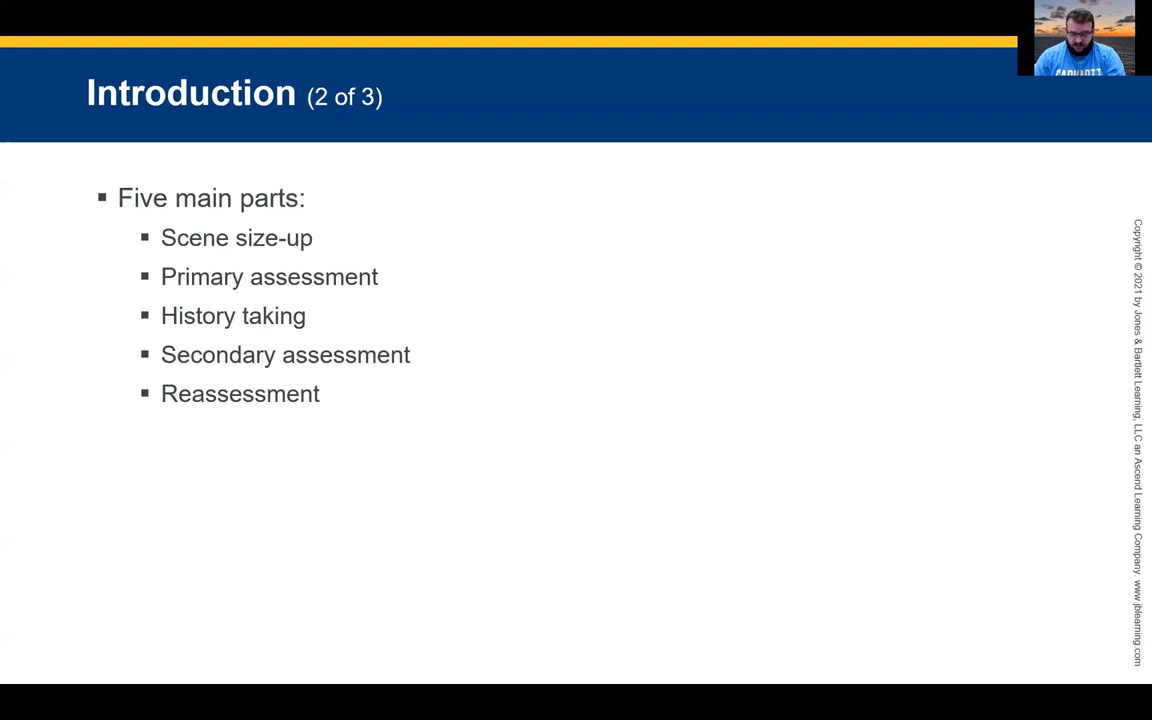 Introduction (2 of 3)
▪ Five main parts:
▪ Scene size-up
▪ Primary assessment
▪ History taking
▪ Secondary assessment
▪ Reassessment
Copyright © 2021 by Jones & Bartlett Learning, LLC an Ascend Learning Company. www.jblearning.com
CARHARTT